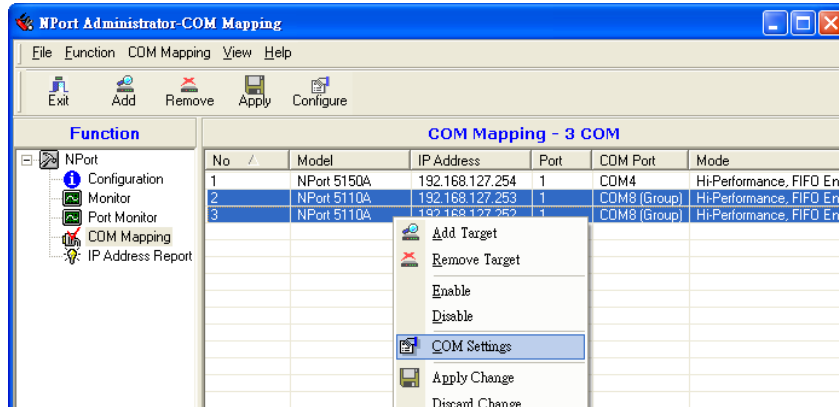 NPort Administrator-COM Mapping
File Function COM Mapping View Help
Exit Add Remove Apply Configure
Function
COM Mapping - 3 COM
NPort
Configuration
Monitor
Port Monitor
COM Mapping
IP Address Report
No Model IP Address Port COM Port Mode
1 NPort 5150A 192.168.127.254 1 COM4 Hi-Performance, FIFO En
2 NPort 5110A 192.168.127.253 1 COM8 (Group) Hi-Performance, FIFO En
3 NPort 5110A 192.168.127.252 1 COM8 (Group) Hi-Performance, FIFO En
Add Target
Remove Target
Enable
Disable
COM Settings
Apply Change
Discard Change